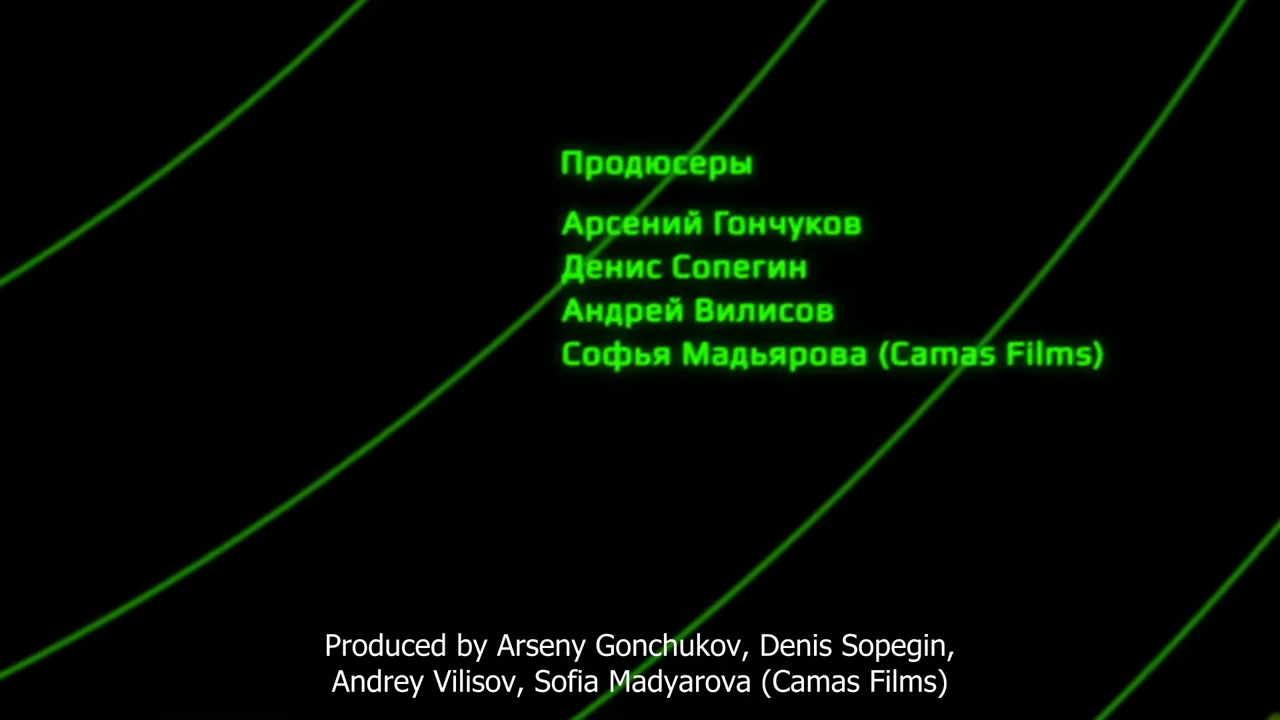 Продюсеры
Арсений Гончуков
Денис Сопегин
Андрей Вилисов
Софья Мадьярова (Camas Films)
Produced by Arseny Gonchukov, Denis Sopegin,
Andrey Vilisov, Sofia Madyarova (Camas Films)